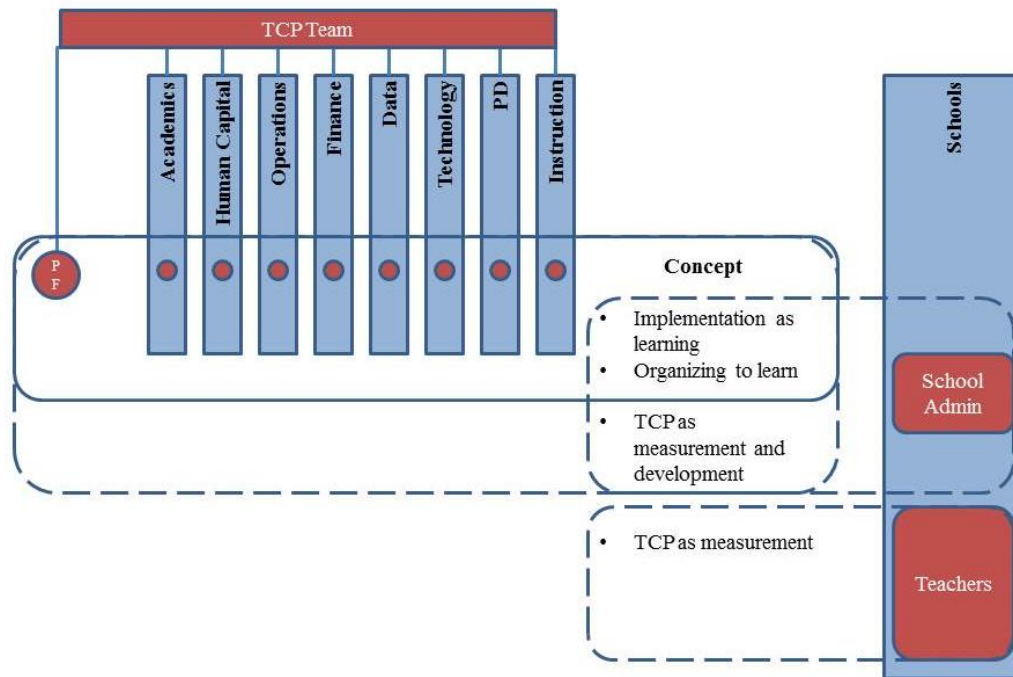 TCP Team
Academics
Human Capital
Operations
Finance
Data
Technology
PD
Instruction
Schools
P
F
Concept
• Implementation as
learning
• Organizing to learn
• TCP as
measurement and
development
• TCP as measurement
School
Admin
Teachers